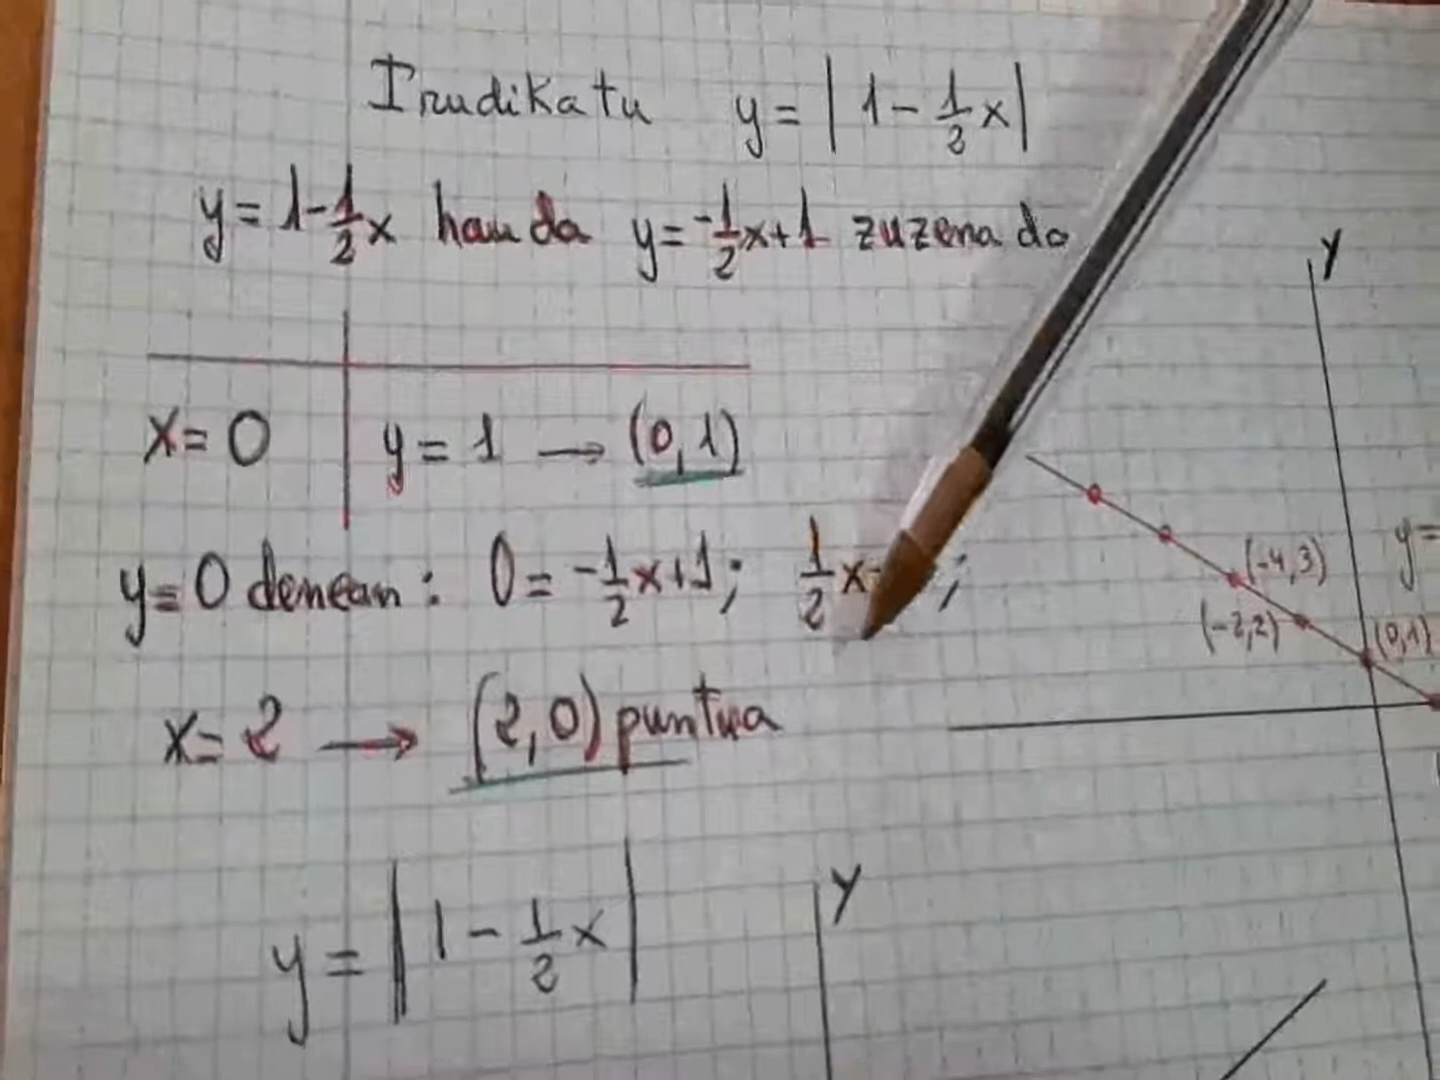 Irudikatu y = | 1 - 1/2 x |
y = 1 - 1/2 x hau da y = -1/2 x + 1 zuzena da
x = 0 y = 1 → (0,1)
y = 0 denean : 0 = -1/2 x + 1 ; 1/2 x ;
x = 2 → (2,0) puntua
y = | 1 - 1/2 x |
y
(-4,3)
y =
(-2,2)
(0,1)
y